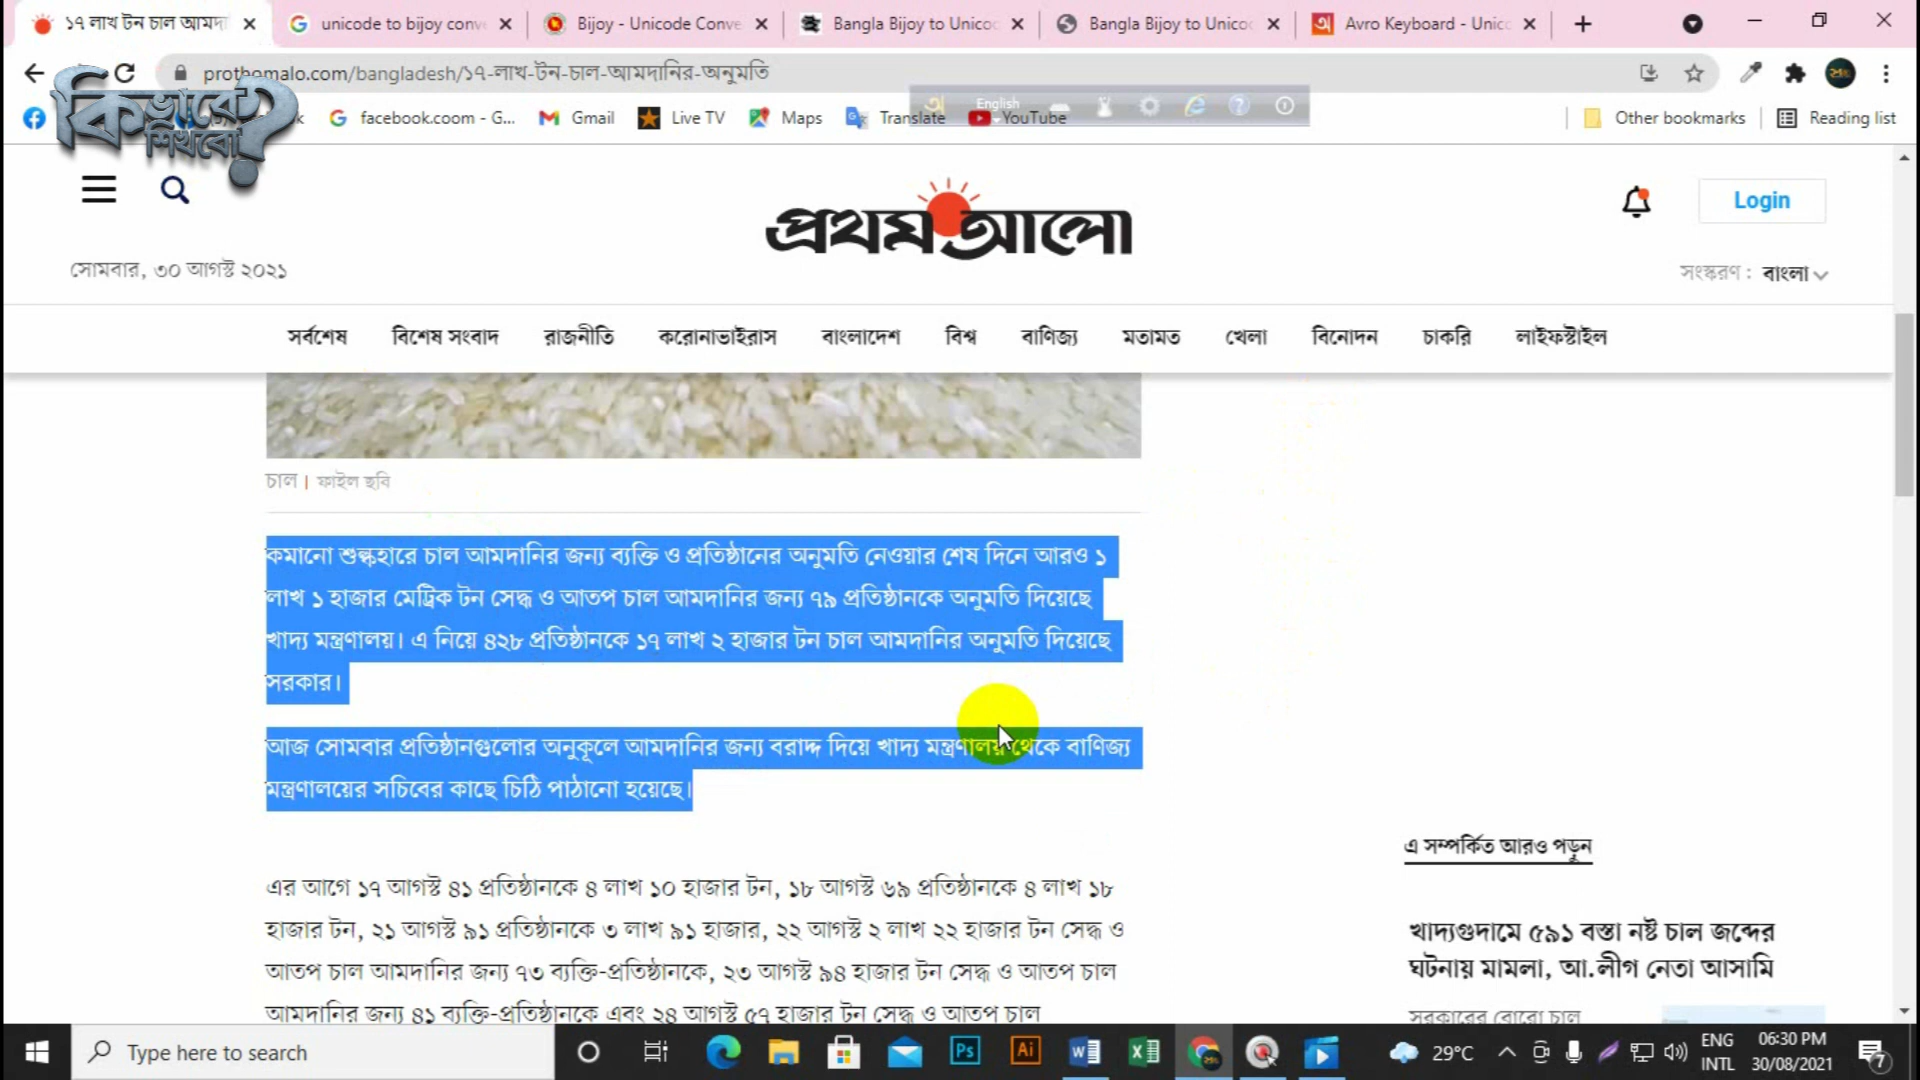 ১৭ লাখ টন চাল আমদা
unicode to bijoy conv
Bijoy - Unicode Conve
Bangla Bijoy to Unico
Bangla Bijoy to Unico
Avro Keyboard - Unic
prothomalo.com/bangladesh/১৭-লাখ-টন-চাল-আমদানির-অনুমতি
কিভাবে
শিখবো?
facebook.coom - G...
Gmail
Live TV
Maps
Translate
YouTube
English
Other bookmarks
Reading list
প্রথম আলো
Login
সোমবার, ৩০ আগস্ট ২০২১
সংস্করণ : বাংলা
সর্বশেষ বিশেষ সংবাদ রাজনীতি করোনাভাইরাস বাংলাদেশ বিশ্ব বাণিজ্য মতামত খেলা বিনোদন চাকরি লাইফস্টাইল
চাল | ফাইল ছবি
কমানো শুল্কহারে চাল আমদানির জন্য ব্যক্তি ও প্রতিষ্ঠানের অনুমতি নেওয়ার শেষ দিনে আরও ১
লাখ ১ হাজার মেট্রিক টন সেদ্ধ ও আতপ চাল আমদানির জন্য ৭৯ প্রতিষ্ঠানকে অনুমতি দিয়েছে
খাদ্য মন্ত্রণালয়। এ নিয়ে ৪২৮ প্রতিষ্ঠানকে ১৭ লাখ ২ হাজার টন চাল আমদানির অনুমতি দিয়েছে
সরকার।
আজ সোমবার প্রতিষ্ঠানগুলোর অনুকূলে আমদানির জন্য বরাদ্দ দিয়ে খাদ্য মন্ত্রণালয় থেকে বাণিজ্য
মন্ত্রণালয়ের সচিবের কাছে চিঠি পাঠানো হয়েছে।
এর আগে ১৭ আগস্ট ৪১ প্রতিষ্ঠানকে ৪ লাখ ১০ হাজার টন, ১৮ আগস্ট ৬৯ প্রতিষ্ঠানকে ৪ লাখ ১৮
হাজার টন, ২১ আগস্ট ৯১ প্রতিষ্ঠানকে ৩ লাখ ৯১ হাজার, ২২ আগস্ট ২ লাখ ২২ হাজার টন সেদ্ধ ও
আতপ চাল আমদানির জন্য ৭৩ ব্যক্তি-প্রতিষ্ঠানকে, ২৩ আগস্ট ৯৪ হাজার টন সেদ্ধ ও আতপ চাল
আমদানির জন্য ৪১ ব্যক্তি-প্রতিষ্ঠানকে এবং ২৪ আগস্ট ৫৭ হাজার টন সেদ্ধ ও আতপ চাল
এ সম্পর্কিত আরও পড়ুন
খাদ্যগুদামে ৫৯১ বস্তা নষ্ট চাল জব্দের
ঘটনায় মামলা, আ.লীগ নেতা আসামি
সরকারের বোরো চাল
Type here to search
Ps
Ai
29°C
ENG
INTL
06:30 PM
30/08/2021
7